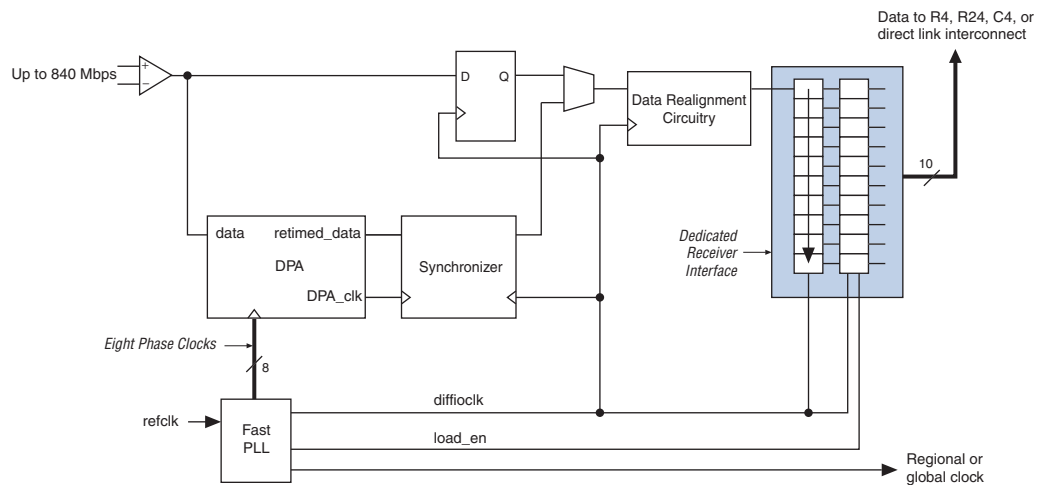 Data to R4, R24, C4, or
direct link interconnect
Up to 840 Mbps
+
−
D Q
Data Realignment
Circuitry
10
data retimed_data
DPA
DPA_clk
Synchronizer
Dedicated
Receiver
Interface
Eight Phase Clocks
8
refclk
Fast
PLL
diffioclk
load_en
Regional or
global clock